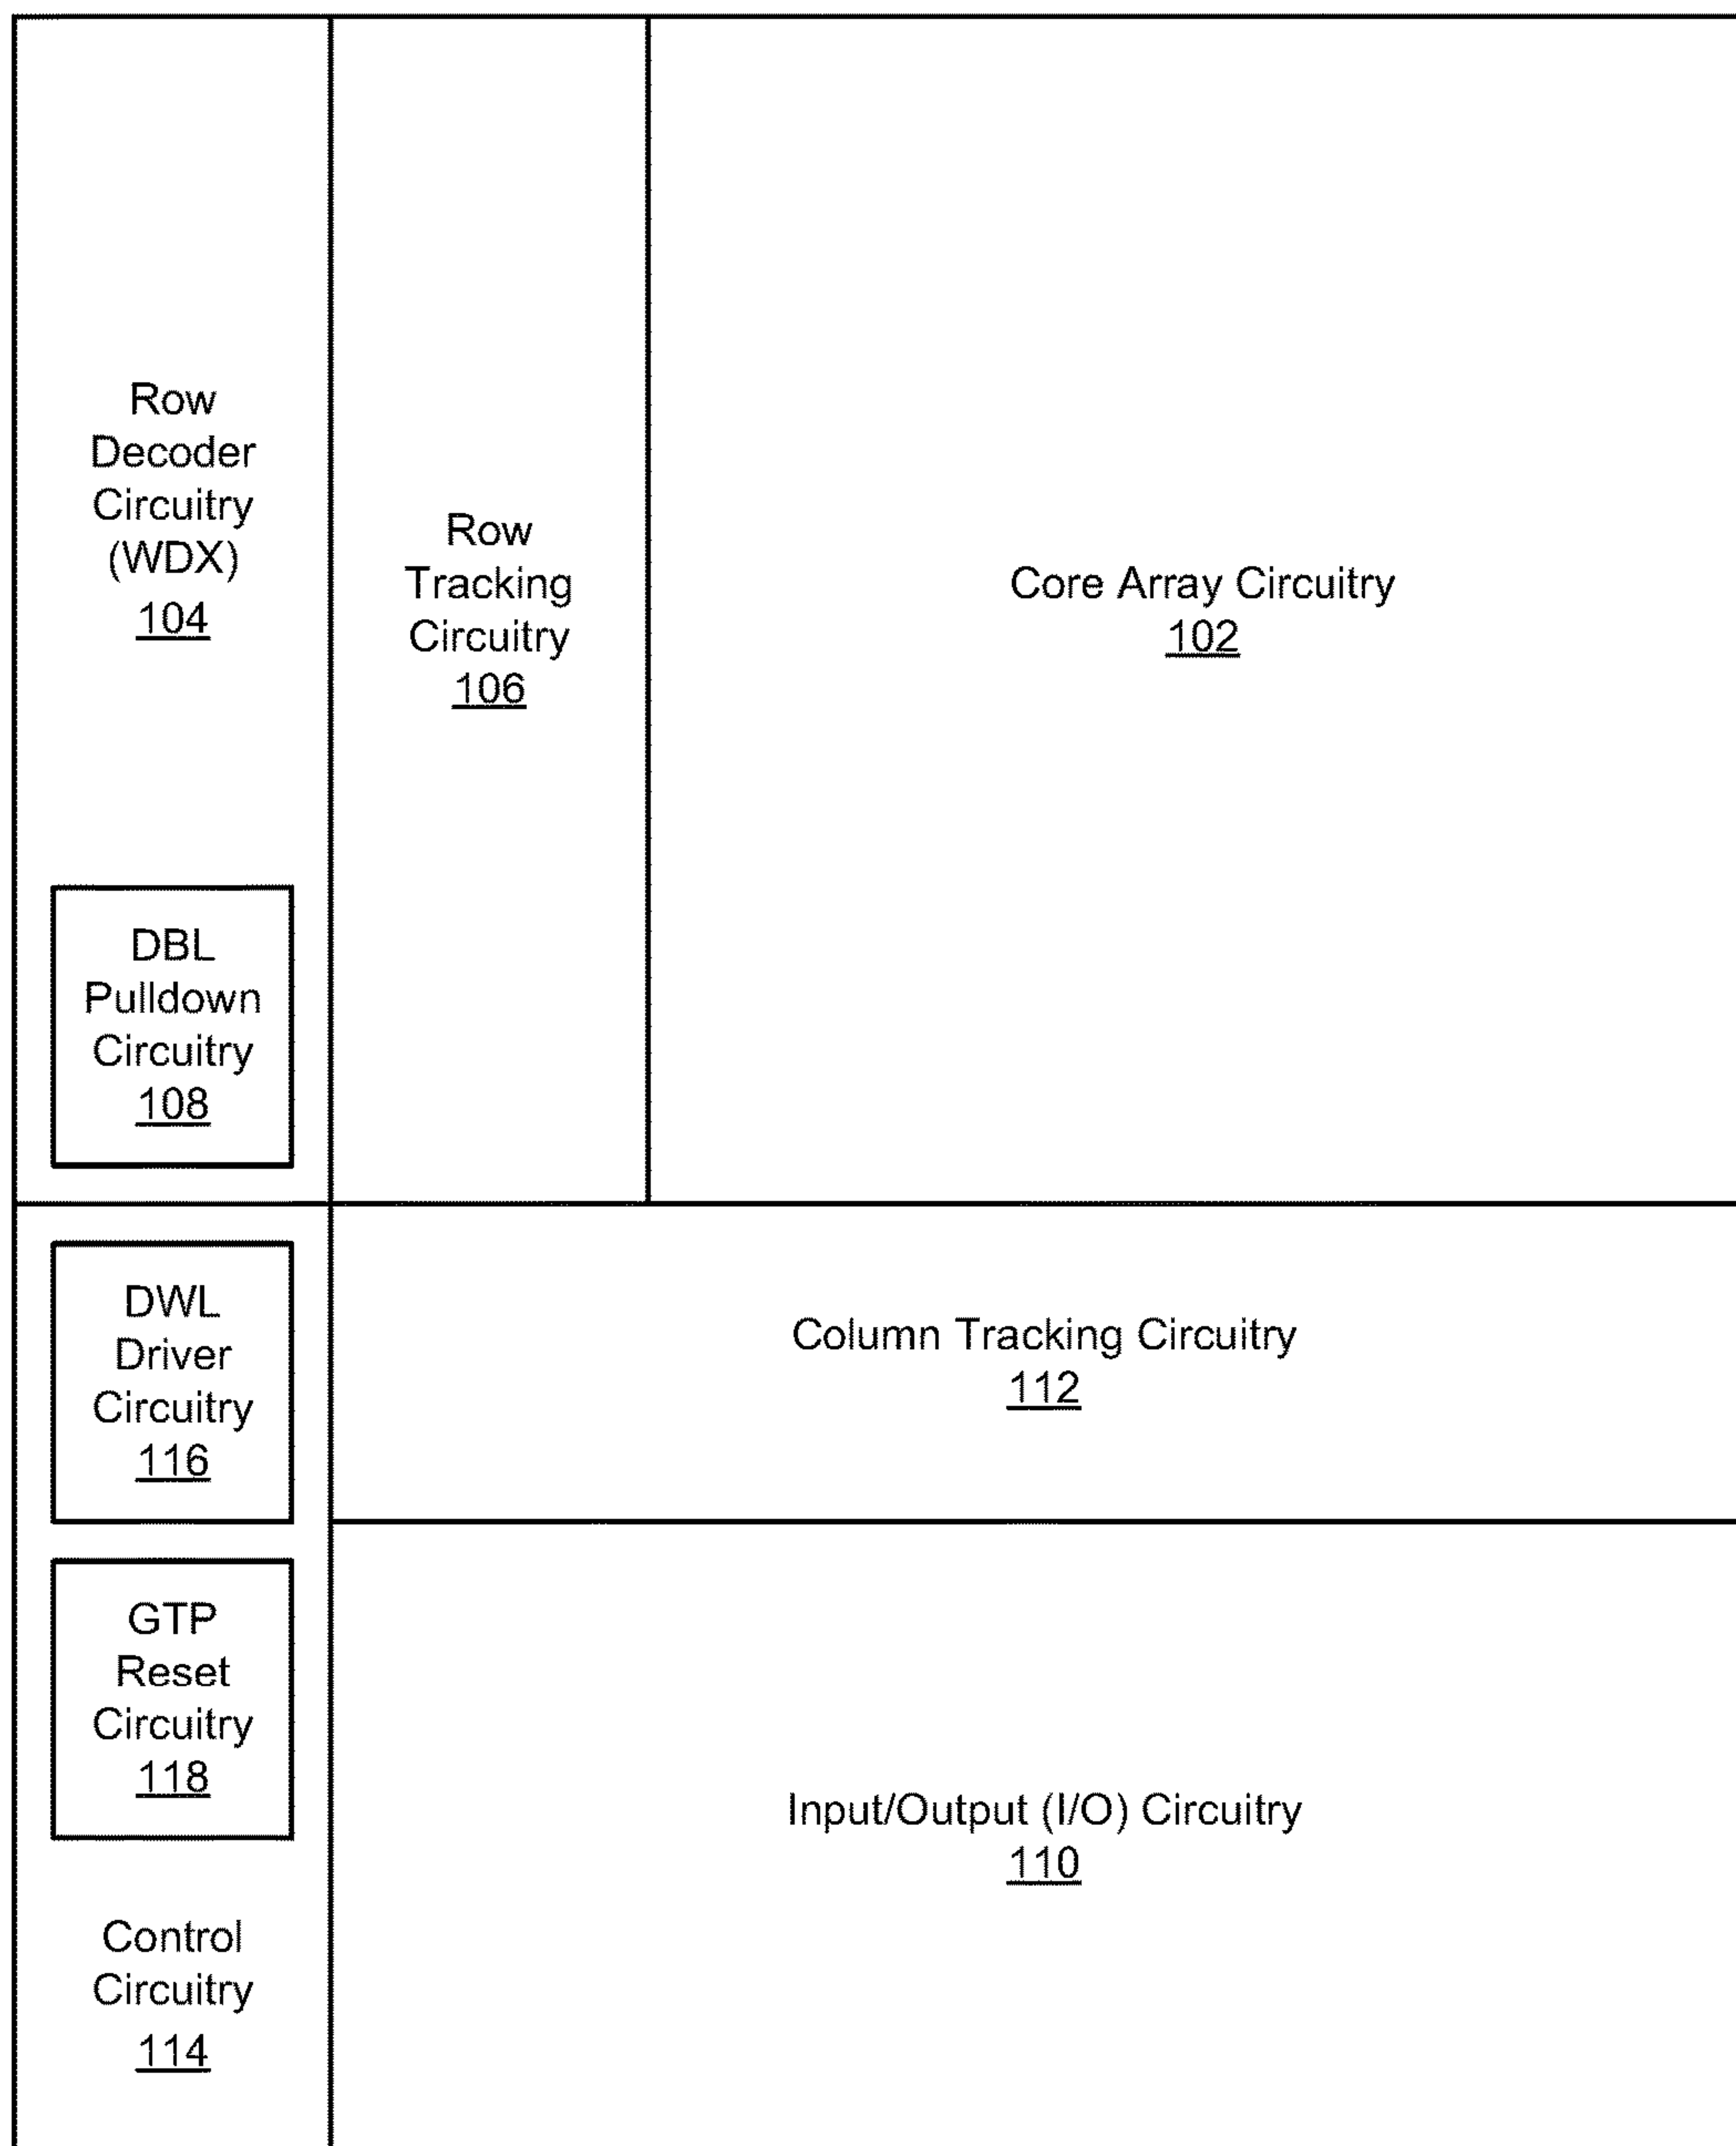 Row
Decoder
Circuitry
(WDX)
104
Row
Tracking
Circuitry
106
Core Array Circuitry
102
DBL
Pulldown
Circuitry
108
DWL
Driver
Circuitry
116
Column Tracking Circuitry
112
GTP
Reset
Circuitry
118
Input/Output (I/O) Circuitry
110
Control
Circuitry
114